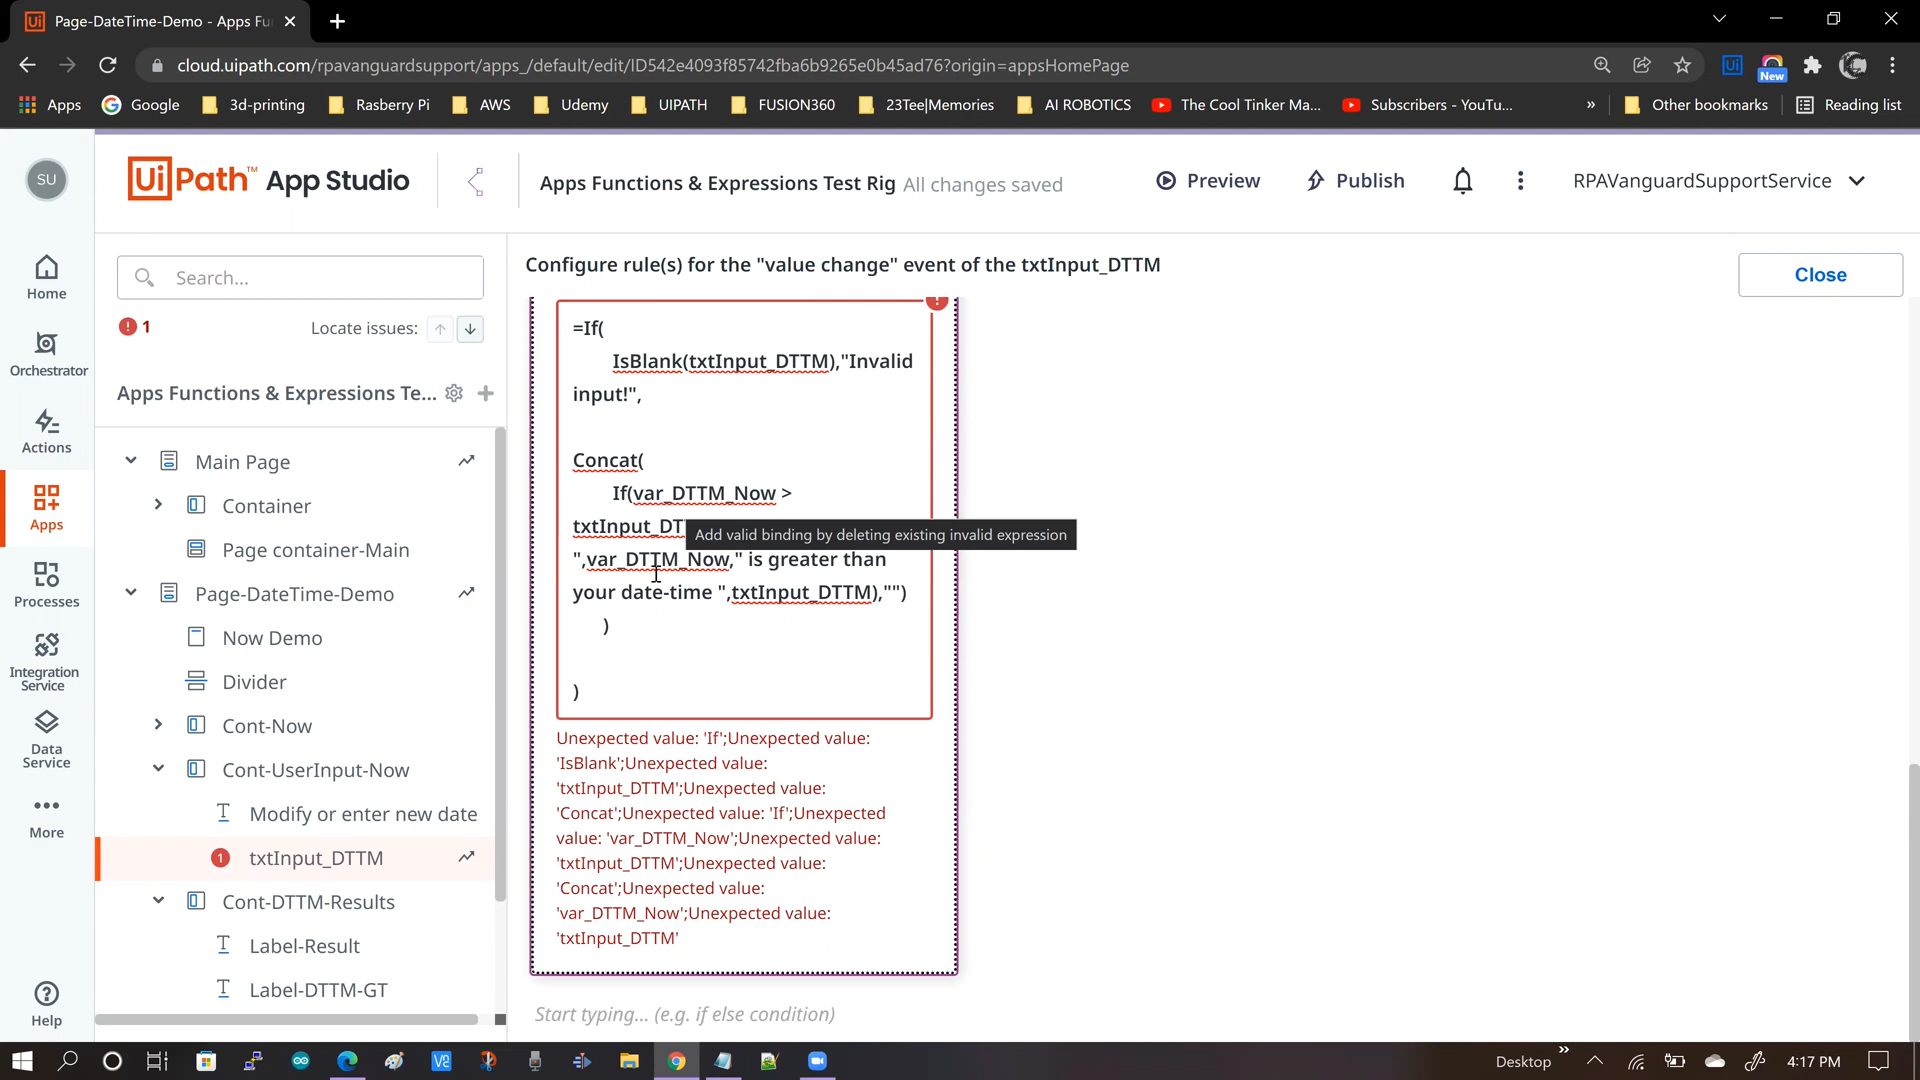 Page-DateTime-Demo - Apps Fu
cloud.uipath.com/rpavanguardsupport/apps_/default/edit/ID542e4093f85742fba6b9265e0b45ad76?origin=appsHomePage
New
Apps
Google
3d-printing
Rasberry Pi
AWS
Udemy
UIPATH
FUSION360
23Tee|Memories
AI ROBOTICS
The Cool Tinker Ma...
Subscribers - YouTu...
»
Other bookmarks
Reading list
SU
UiPath™ App Studio
Apps Functions & Expressions Test Rig All changes saved
Preview
Publish
RPAVanguardSupportService
Home
Orchestrator
Actions
Apps
Processes
Integration
Service
Data
Service
More
Help
Search...
1
Locate issues:
Apps Functions & Expressions Te...
Main Page
Container
Page container-Main
Page-DateTime-Demo
Now Demo
Divider
Cont-Now
Cont-UserInput-Now
Modify or enter new date
1
txtInput_DTTM
Cont-DTTM-Results
Label-Result
Label-DTTM-GT
Configure rule(s) for the "value change" event of the txtInput_DTTM
Close
=If(
IsBlank(txtInput_DTTM),"Invalid
input!",
Concat(
If(var_DTTM_Now >
txtInput_DT
Add valid binding by deleting existing invalid expression
",var_DTTM_Now," is greater than
your date-time ",txtInput_DTTM),"")
)
)
Unexpected value: 'If';Unexpected value:
'IsBlank';Unexpected value:
'txtInput_DTTM';Unexpected value:
'Concat';Unexpected value: 'If';Unexpected
value: 'var_DTTM_Now';Unexpected value:
'txtInput_DTTM';Unexpected value:
'Concat';Unexpected value:
'var_DTTM_Now';Unexpected value:
'txtInput_DTTM'
Start typing... (e.g. if else condition)
Desktop
4:17 PM